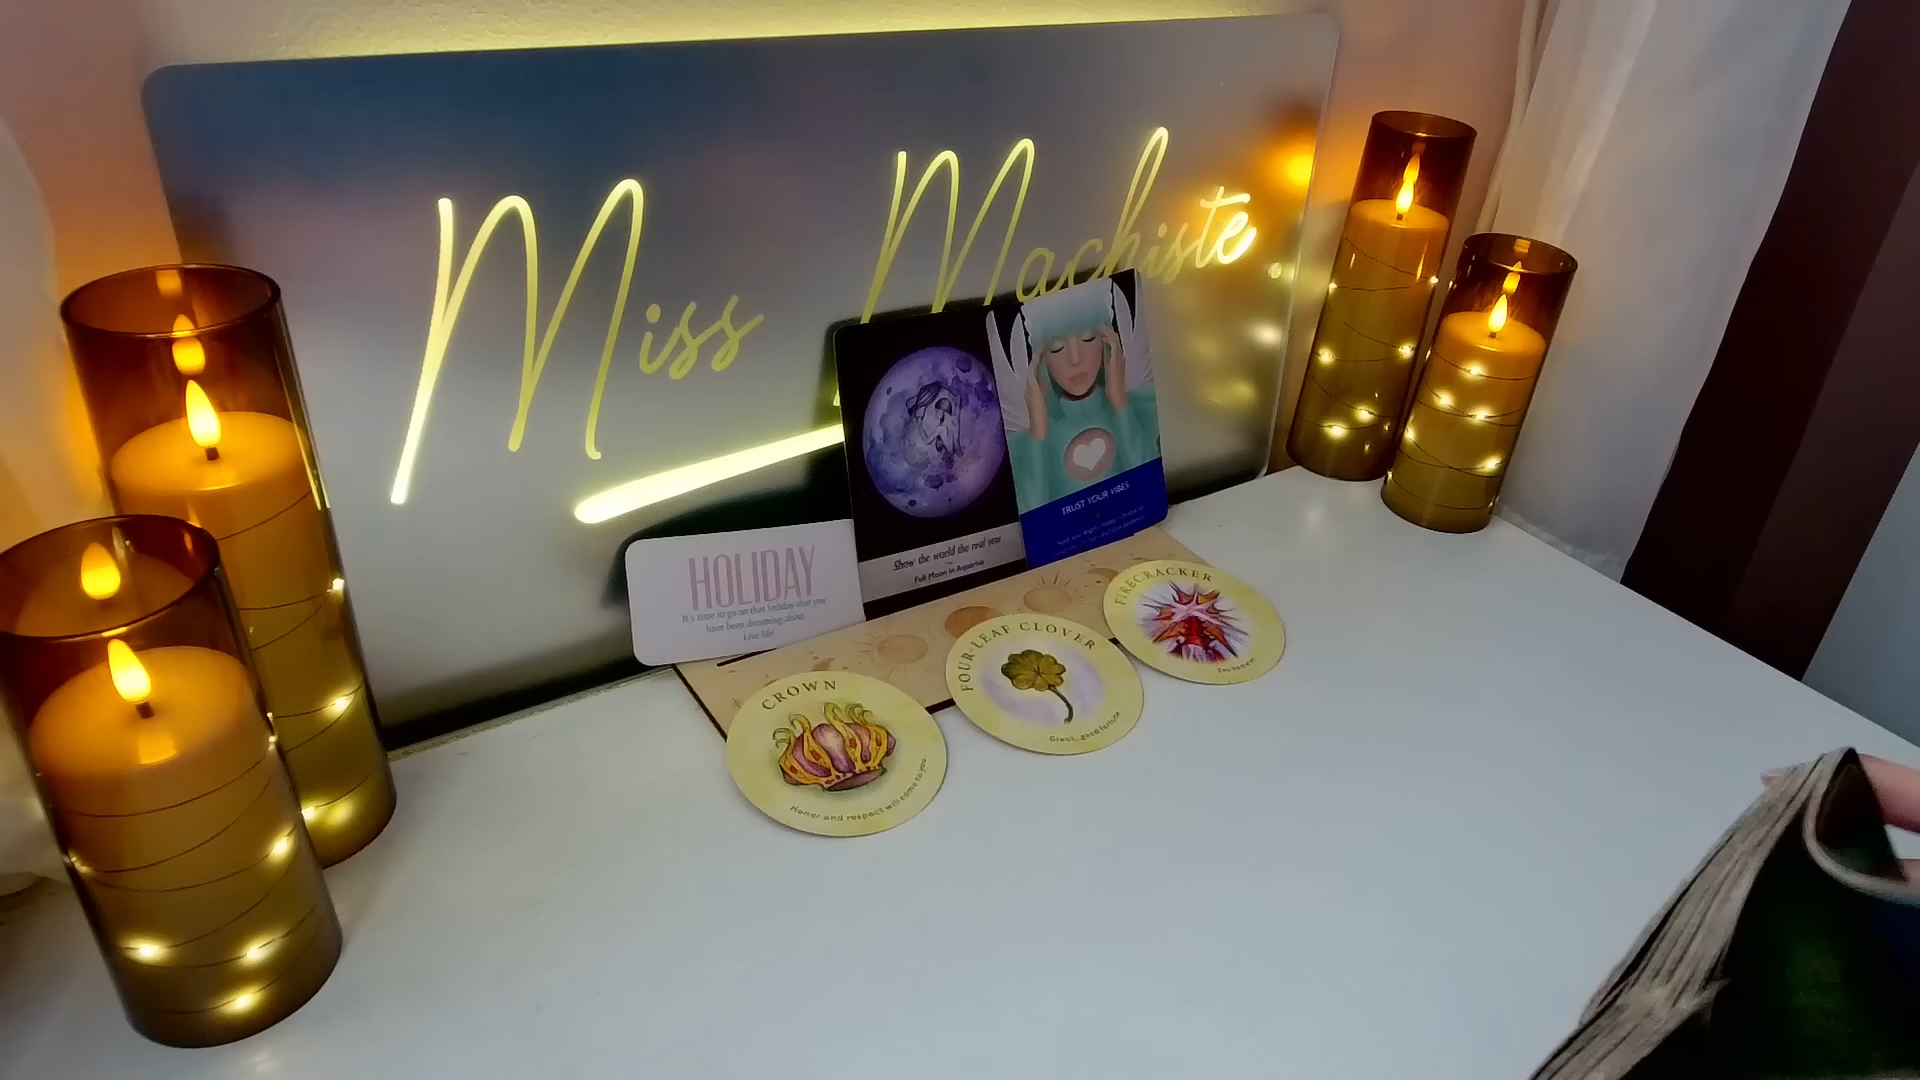 Miss Machiste.
HOLIDAY
It's time to go on that holiday that you
have been dreaming about
Live life!
Show the world the real you
Full Moon in Aquarius
TRUST YOUR VIBES
CROWN
Honor and respect will come to you.
FOUR-LEAF CLOVER
Great, good fortune.
FIRECRACKER
Excitement.